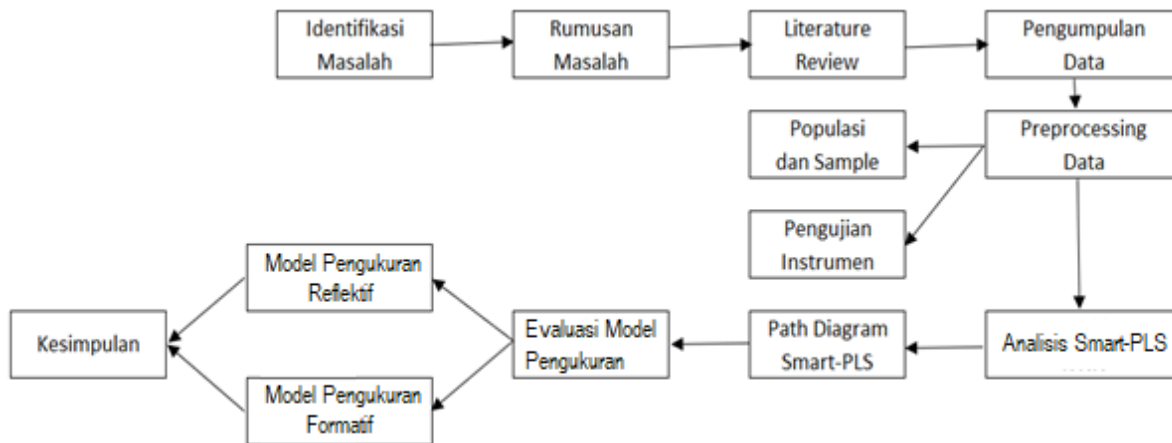 Identifikasi
Masalah
Rumusan
Masalah
Literature
Review
Pengumpulan
Data
Populasi
dan Sample
Preprocessing
Data
Pengujian
Instrumen
Model Pengukuran
Reflektif
Kesimpulan
Evaluasi Model
Pengukuran
Path Diagram
Smart-PLS
Analisis Smart-PLS
Model Pengukuran
Formatif